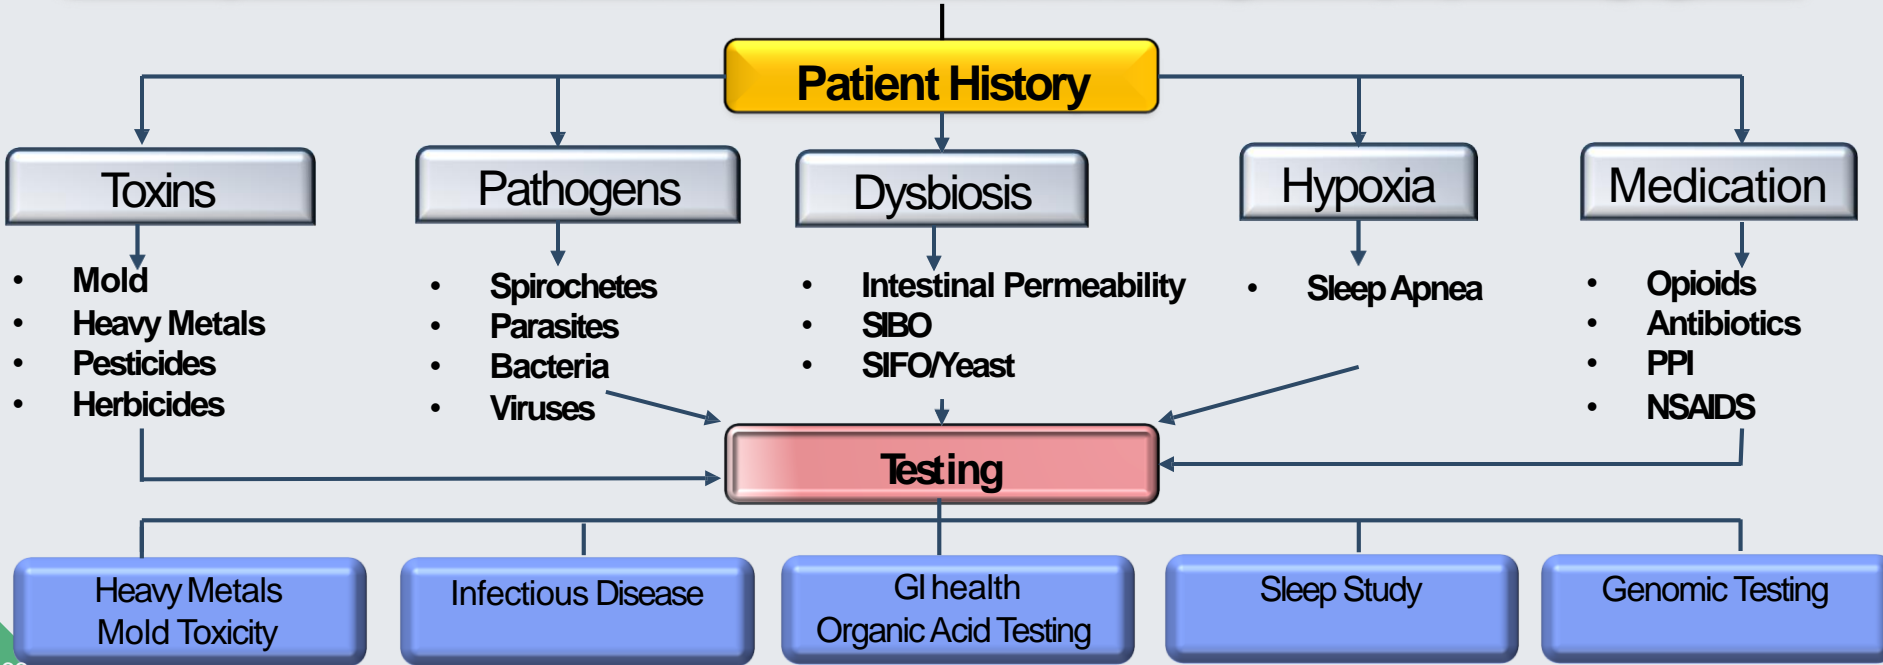 Patient History
Toxins
Pathogens
Dysbiosis
Hypoxia
Medication
• Mold
• Heavy Metals
• Pesticides
• Herbicides
• Spirochetes
• Parasites
• Bacteria
• Viruses
• Intestinal Permeability
• SIBO
• SIFO/Yeast
• Sleep Apnea
• Opioids
• Antibiotics
• PPI
• NSAIDS
Testing
Heavy Metals
Mold Toxicity
Infectious Disease
GI health
Organic Acid Testing
Sleep Study
Genomic Testing